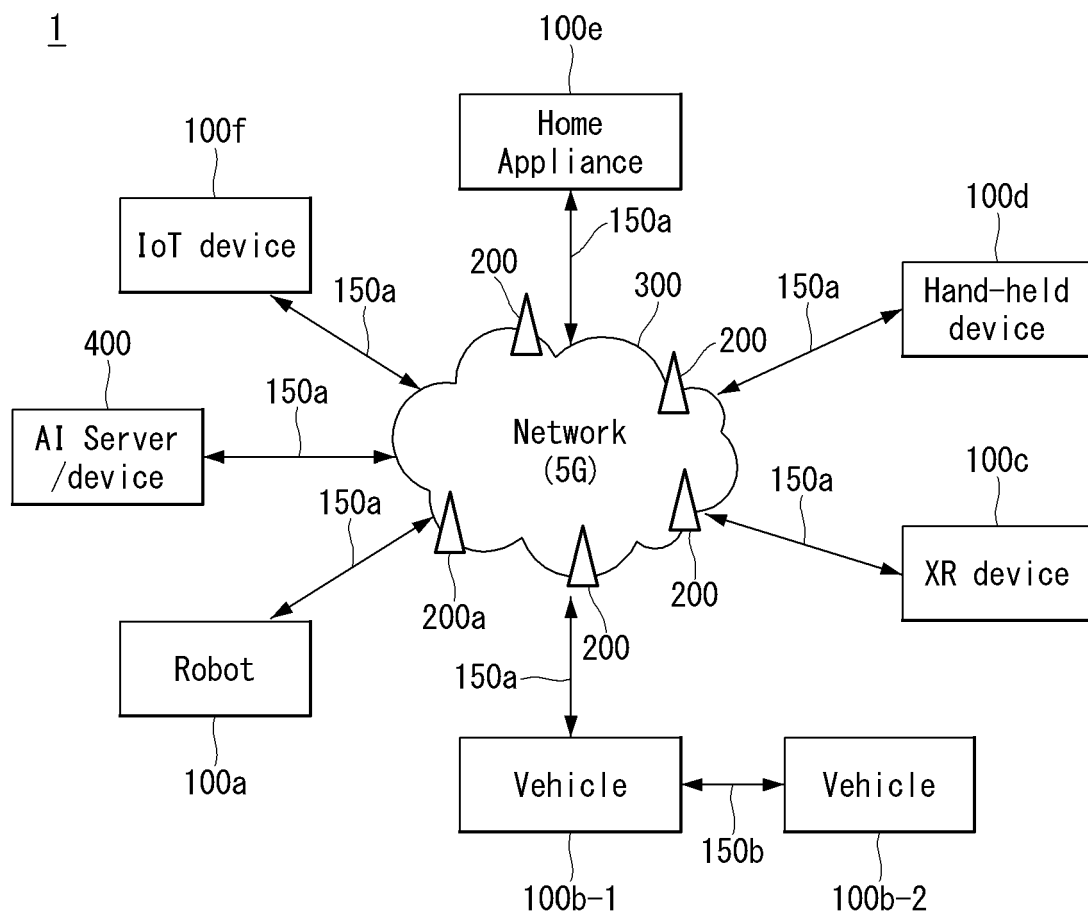 1
100e
Home
Appliance
100f
IoT device
150a
100d
Hand-held
device
200
300
150a
150a
200
400
AI Server
/device
150a
Network
(5G)
100c
XR device
150a
150a
200a
200
200
Robot
100a
150a
Vehicle
Vehicle
150b
100b-1
100b-2